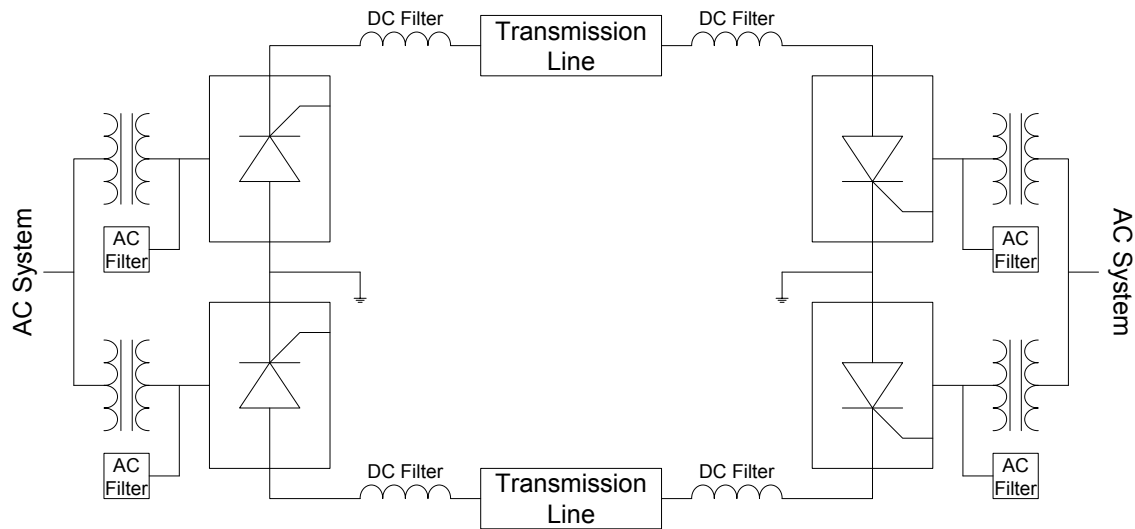 DC Filter
Transmission
Line
DC Filter
AC
Filter
AC
Filter
AC System
AC System
AC
Filter
AC
Filter
DC Filter
Transmission
Line
DC Filter